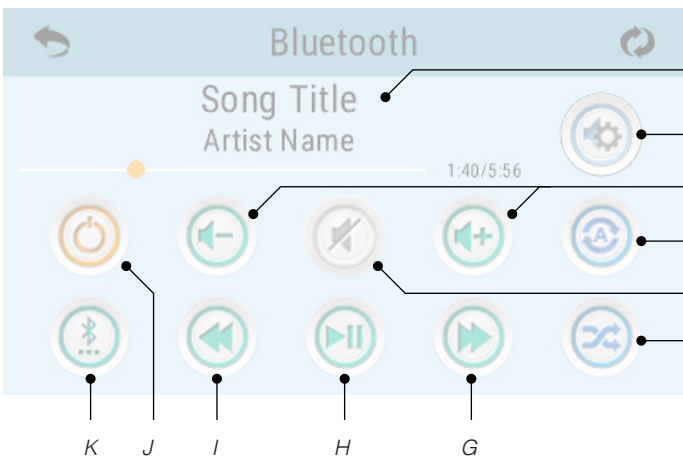 Bluetooth
Song Title
Artist Name
1:40/5:56
A
K J I H G